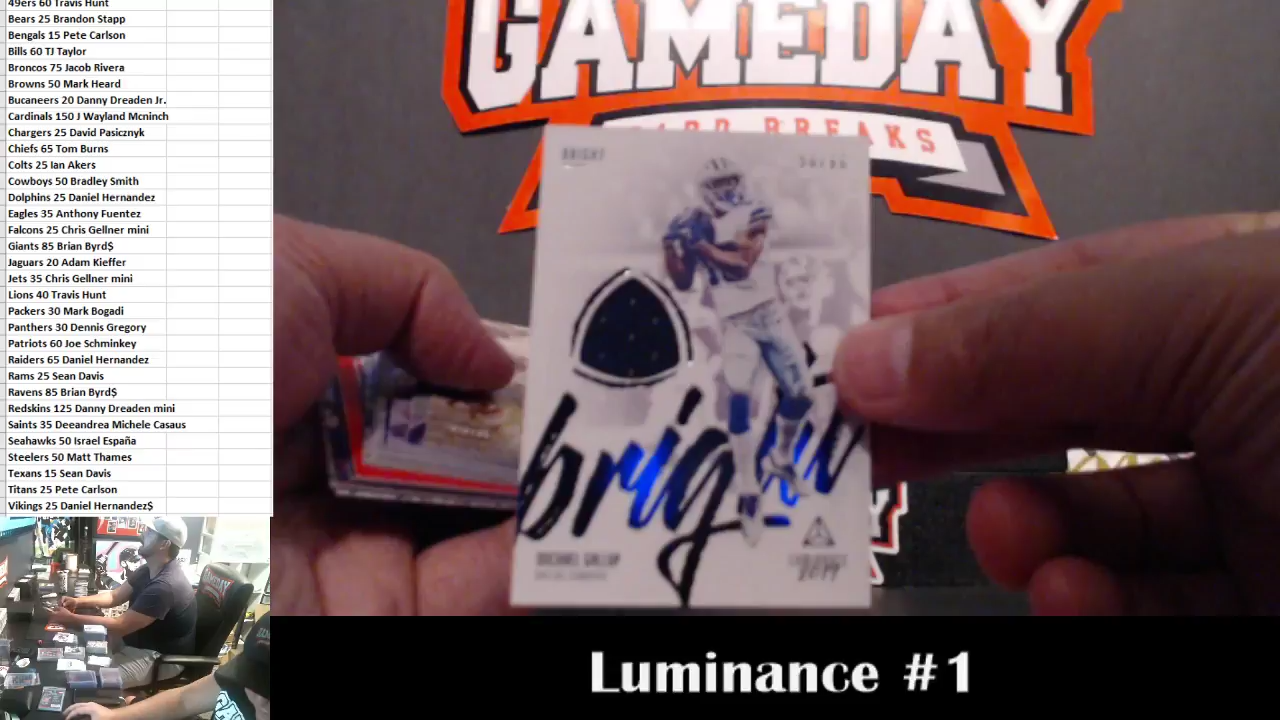 49ers 60 Travis Hunt
Bears 25 Brandon Stapp
Bengals 15 Pete Carlson
Bills 60 TJ Taylor
Broncos 75 Jacob Rivera
Browns 50 Mark Heard
Bucaneers 20 Danny Dreaden Jr.
Cardinals 150 J Wayland Mcninch
Chargers 25 David Pasicznyk
Chiefs 65 Tom Burns
Colts 25 Ian Akers
Cowboys 50 Bradley Smith
Dolphins 25 Daniel Hernandez
Eagles 35 Anthony Fuentez
Falcons 25 Chris Gellner mini
Giants 85 Brian Byrd$
Jaguars 20 Adam Kieffer
Jets 35 Chris Gellner mini
Lions 40 Travis Hunt
Packers 30 Mark Bogadi
Panthers 30 Dennis Gregory
Patriots 60 Joe Schminkey
Raiders 65 Daniel Hernandez
Rams 25 Sean Davis
Ravens 85 Brian Byrd$
Redskins 125 Danny Dreaden mini
Saints 35 Deeandrea Michele Casaus
Seahawks 50 Israel España
Steelers 50 Matt Thames
Texans 15 Sean Davis
Titans 25 Pete Carlson
Vikings 25 Daniel Hernandez$
GAMEDAY
BREAKS
BRIGHT
bright
MICHAEL GALLUP
GAMEDAY
Luminance #1